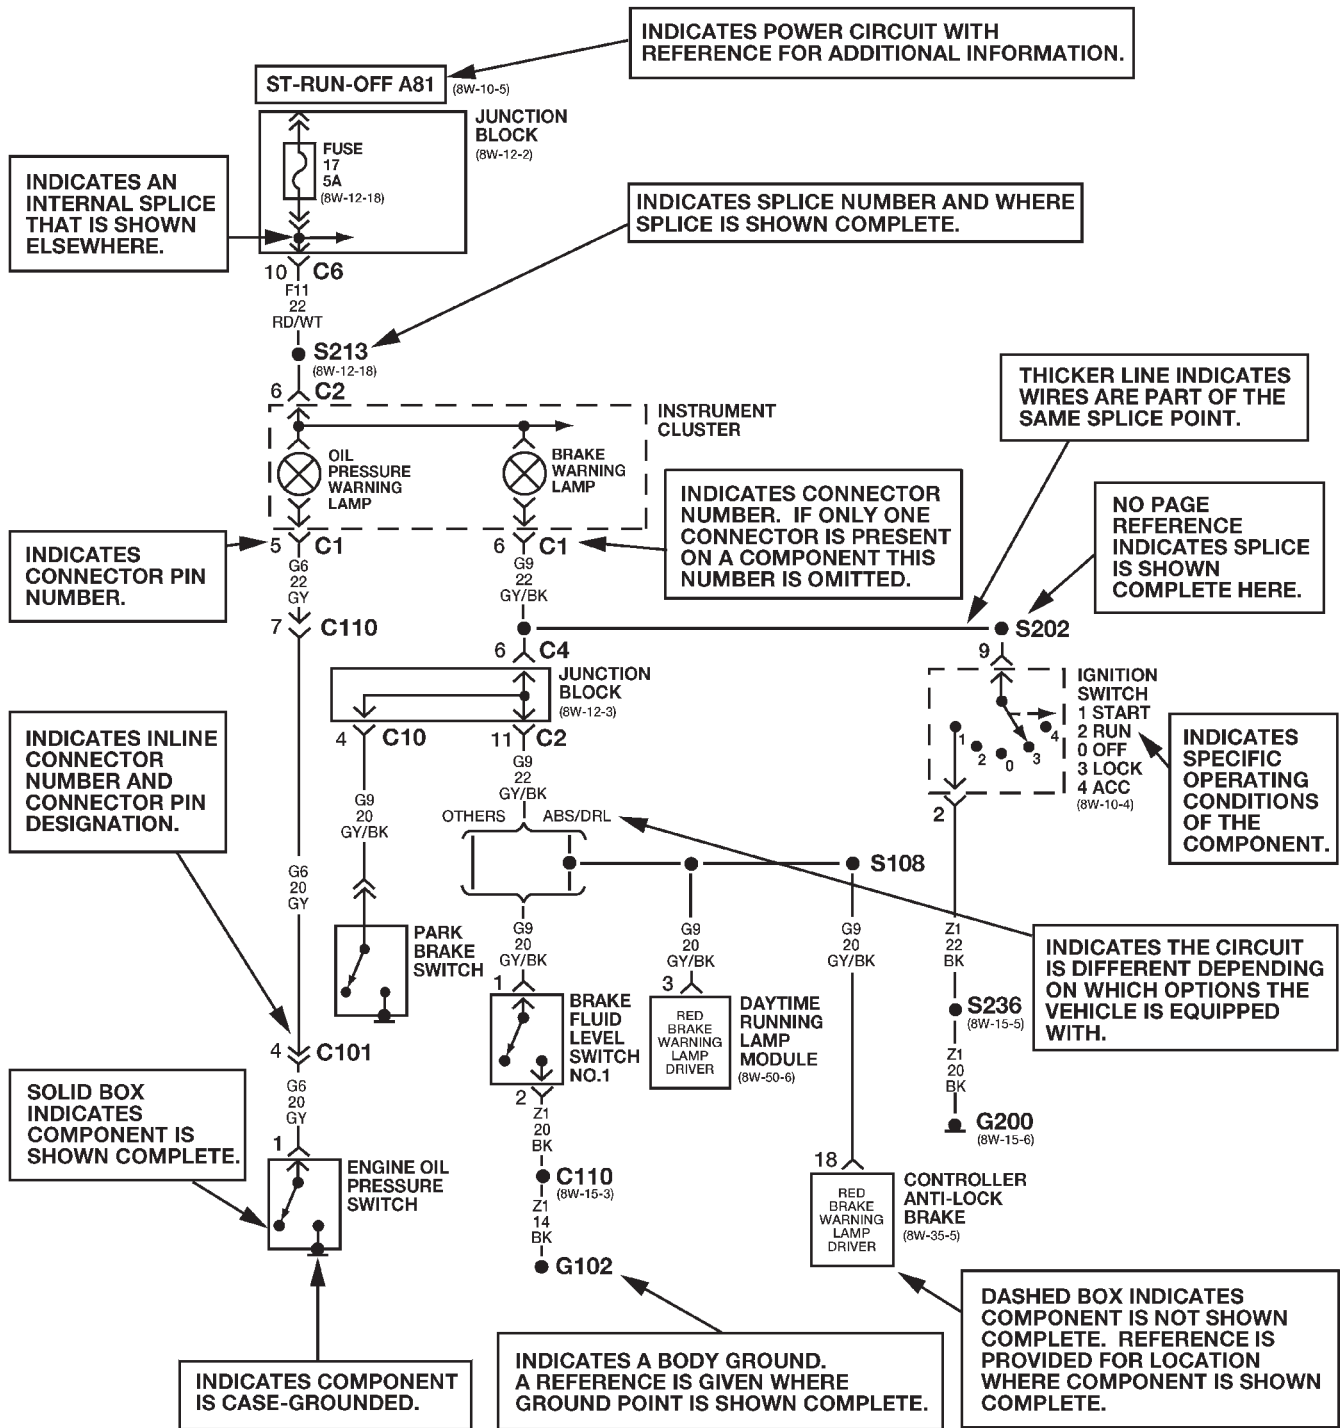 INDICATES POWER CIRCUIT WITH
REFERENCE FOR ADDITIONAL INFORMATION.
ST-RUN-OFF A81
(8W-10-5)
JUNCTION
BLOCK
(8W-12-2)
FUSE
17
5A
(8W-12-18)
INDICATES AN
INTERNAL SPLICE
THAT IS SHOWN
ELSEWHERE.
INDICATES SPLICE NUMBER AND WHERE
SPLICE IS SHOWN COMPLETE.
10 C6
F11
22
RD/WT
S213
(8W-12-18)
6 C2
THICKER LINE INDICATES
WIRES ARE PART OF THE
SAME SPLICE POINT.
INSTRUMENT
CLUSTER
OIL
PRESSURE
WARNING
LAMP
BRAKE
WARNING
LAMP
INDICATES CONNECTOR
NUMBER. IF ONLY ONE
CONNECTOR IS PRESENT
ON A COMPONENT THIS
NUMBER IS OMITTED.
NO PAGE
REFERENCE
INDICATES SPLICE
IS SHOWN
COMPLETE HERE.
INDICATES
CONNECTOR PIN
NUMBER.
5 C1
G6
22
GY
6 C1
G9
22
GY/BK
7 C110
S202
6 C4
9
JUNCTION
BLOCK
(8W-12-3)
IGNITION
SWITCH
1 START
2 RUN
0 OFF
3 LOCK
4 ACC
(8W-10-4)
1
2
0
3
4
INDICATES
SPECIFIC
OPERATING
CONDITIONS
OF THE
COMPONENT.
INDICATES INLINE
CONNECTOR
NUMBER AND
CONNECTOR PIN
DESIGNATION.
4 C10
11 C2
G9
22
GY/BK
G9
20
GY/BK
2
OTHERS
ABS/DRL
S108
G6
20
GY
PARK
BRAKE
SWITCH
G9
20
GY/BK
G9
20
GY/BK
G9
20
GY/BK
Z1
22
BK
INDICATES THE CIRCUIT
IS DIFFERENT DEPENDING
ON WHICH OPTIONS THE
VEHICLE IS EQUIPPED
WITH.
1
BRAKE
FLUID
LEVEL
SWITCH
NO.1
3
RED
BRAKE
WARNING
LAMP
DRIVER
DAYTIME
RUNNING
LAMP
MODULE
(8W-50-6)
S236
(8W-15-5)
Z1
20
BK
4 C101
G6
20
GY
SOLID BOX
INDICATES
COMPONENT IS
SHOWN COMPLETE.
2
Z1
20
BK
G200
(8W-15-6)
1
ENGINE OIL
PRESSURE
SWITCH
C110
(8W-15-3)
Z1
14
BK
G102
18
RED
BRAKE
WARNING
LAMP
DRIVER
CONTROLLER
ANTI-LOCK
BRAKE
(8W-35-5)
DASHED BOX INDICATES
COMPONENT IS NOT SHOWN
COMPLETE. REFERENCE IS
PROVIDED FOR LOCATION
WHERE COMPONENT IS SHOWN
COMPLETE.
INDICATES A BODY GROUND.
A REFERENCE IS GIVEN WHERE
GROUND POINT IS SHOWN COMPLETE.
INDICATES COMPONENT
IS CASE-GROUNDED.